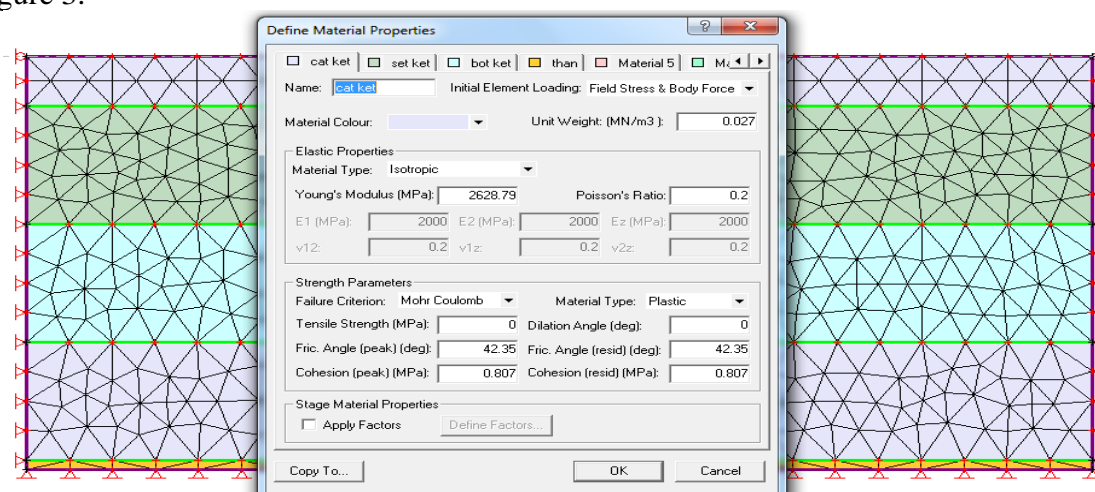 gure 3.
Define Material Properties
cat ket set ket bot ket than Material 5 Ma
Name: cat ket Initial Element Loading: Field Stress & Body Force
Material Colour: Unit Weight: (MN/m3 ): 0.027
Elastic Properties
Material Type: Isotropic
Young's Modulus (MPa): 2628.79 Poisson's Ratio: 0.2
E1 (MPa): 2000 E2 (MPa): 2000 Ez (MPa): 2000
v12: 0.2 v1z: 0.2 v2z: 0.2
Strength Parameters
Failure Criterion: Mohr Coulomb Material Type: Plastic
Tensile Strength (MPa): 0 Dilation Angle (deg): 0
Fric. Angle (peak) (deg): 42.35 Fric. Angle (resid) (deg): 42.35
Cohesion (peak) (MPa): 0.807 Cohesion (resid) (MPa): 0.807
Stage Material Properties
Apply Factors Define Factors...
Copy To... OK Cancel